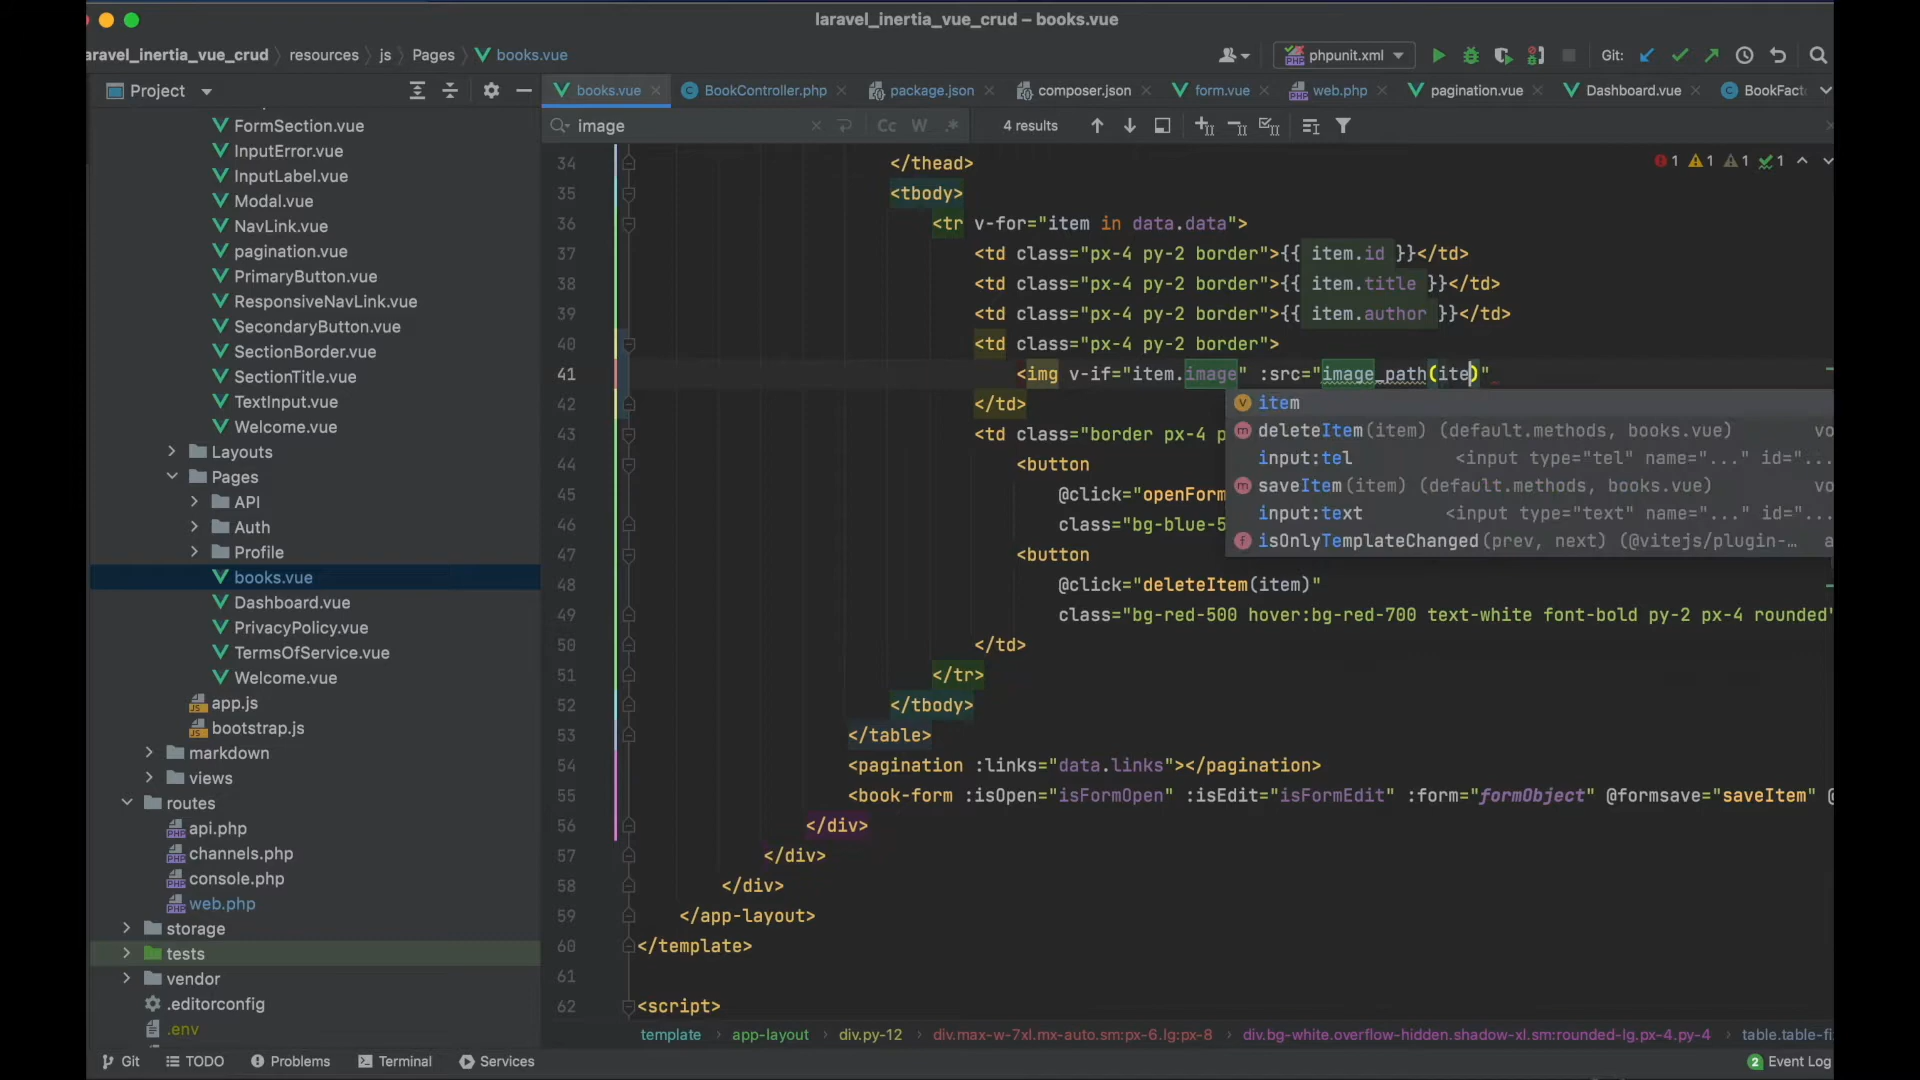 laravel_inertia_vue_crud – books.vue
aravel_inertia_vue_crud resources js Pages books.vue
phpunit.xml Git:
Project
books.vue BookController.php package.json composer.json form.vue web.php pagination.vue Dashboard.vue BookFact
image Cc W .* 4 results
1 1 1 1
FormSection.vue
InputError.vue
InputLabel.vue
Modal.vue
NavLink.vue
pagination.vue
PrimaryButton.vue
ResponsiveNavLink.vue
SecondaryButton.vue
SectionBorder.vue
SectionTitle.vue
TextInput.vue
Welcome.vue
Layouts
Pages
API
Auth
Profile
books.vue
Dashboard.vue
PrivacyPolicy.vue
TermsOfService.vue
Welcome.vue
app.js
bootstrap.js
markdown
views
routes
api.php
channels.php
console.php
web.php
storage
tests
vendor
.editorconfig
.env
34 </thead>
35 <tbody>
36 <tr v-for="item in data.data">
37 <td class="px-4 py-2 border">{{ item.id }}</td>
38 <td class="px-4 py-2 border">{{ item.title }}</td>
39 <td class="px-4 py-2 border">{{ item.author }}</td>
40 <td class="px-4 py-2 border">
41 <img v-if="item.image" :src="image_path(ite)"
42 </td>
43 <td class="border px-4 p
44 <button
45 @click="openForm
46 class="bg-blue-5
47 <button
48 @click="deleteItem(item)"
49 class="bg-red-500 hover:bg-red-700 text-white font-bold py-2 px-4 rounded"
50 </td>
51 </tr>
52 </tbody>
53 </table>
54 <pagination :links="data.links"></pagination>
55 <book-form :isOpen="isFormOpen" :isEdit="isFormEdit" :form="formObject" @formsave="saveItem" @
56 </div>
57 </div>
58 </div>
59 </app-layout>
60 </template>
61
62 <script>
item
deleteItem(item) (default.methods, books.vue) vo
input:tel <input type="tel" name="..." id="...
saveItem(item) (default.methods, books.vue) vo
input:text <input type="text" name="..." id="...
isOnlyTemplateChanged(prev, next) (@vitejs/plugin-… a
template app-layout div.py-12 div.max-w-7xl.mx-auto.sm:px-6.lg:px-8 div.bg-white.overflow-hidden.shadow-xl.sm:rounded-lg.px-4.py-4 table.table-fi
Git TODO Problems Terminal Services 2 Event Log